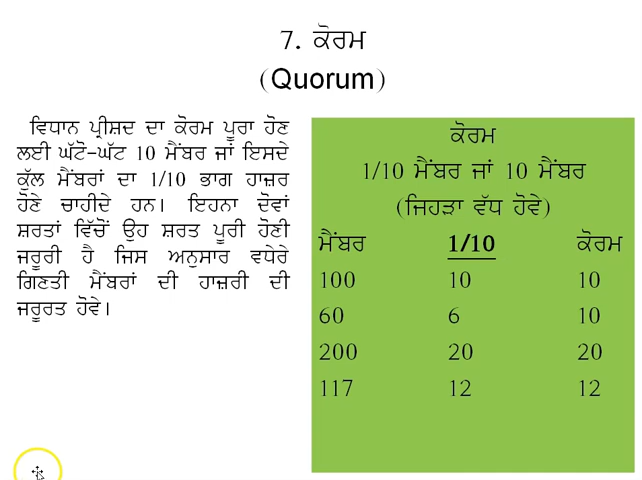 7. ਕੋਰਮ
(Quorum)
ਵਿਧਾਨ ਪ੍ਰੀਸ਼ਦ ਦਾ ਕੋਰਮ ਪੂਰਾ ਹੋਣ
ਲਈ ਘੱਟੋ-ਘੱਟ 10 ਮੈਂਬਰ ਜਾਂ ਇਸਦੇ
ਕੁੱਲ ਮੈਂਬਰਾਂ ਦਾ 1/10 ਭਾਗ ਹਾਜ਼ਰ
ਹੋਣੇ ਚਾਹੀਦੇ ਹਨ। ਇਹਨਾ ਦੋਵਾਂ
ਸ਼ਰਤਾਂ ਵਿੱਚੋਂ ਉਹ ਸ਼ਰਤ ਪੂਰੀ ਹੋਣੀ
ਜਰੂਰੀ ਹੈ ਜਿਸ ਅਨੁਸਾਰ ਵਧੇਰੇ
ਗਿਣਤੀ ਮੈਂਬਰਾਂ ਦੀ ਹਾਜ਼ਰੀ ਦੀ
ਜਰੂਰਤ ਹੋਵੇ।
ਕੋਰਮ
1/10 ਮੈਂਬਰ ਜਾਂ 10 ਮੈਂਬਰ
(ਜਿਹੜਾ ਵੱਧ ਹੋਵੇ)
ਮੈਂਬਰ 1/10 ਕੋਰਮ
100 10 10
60 6 10
200 20 20
117 12 12